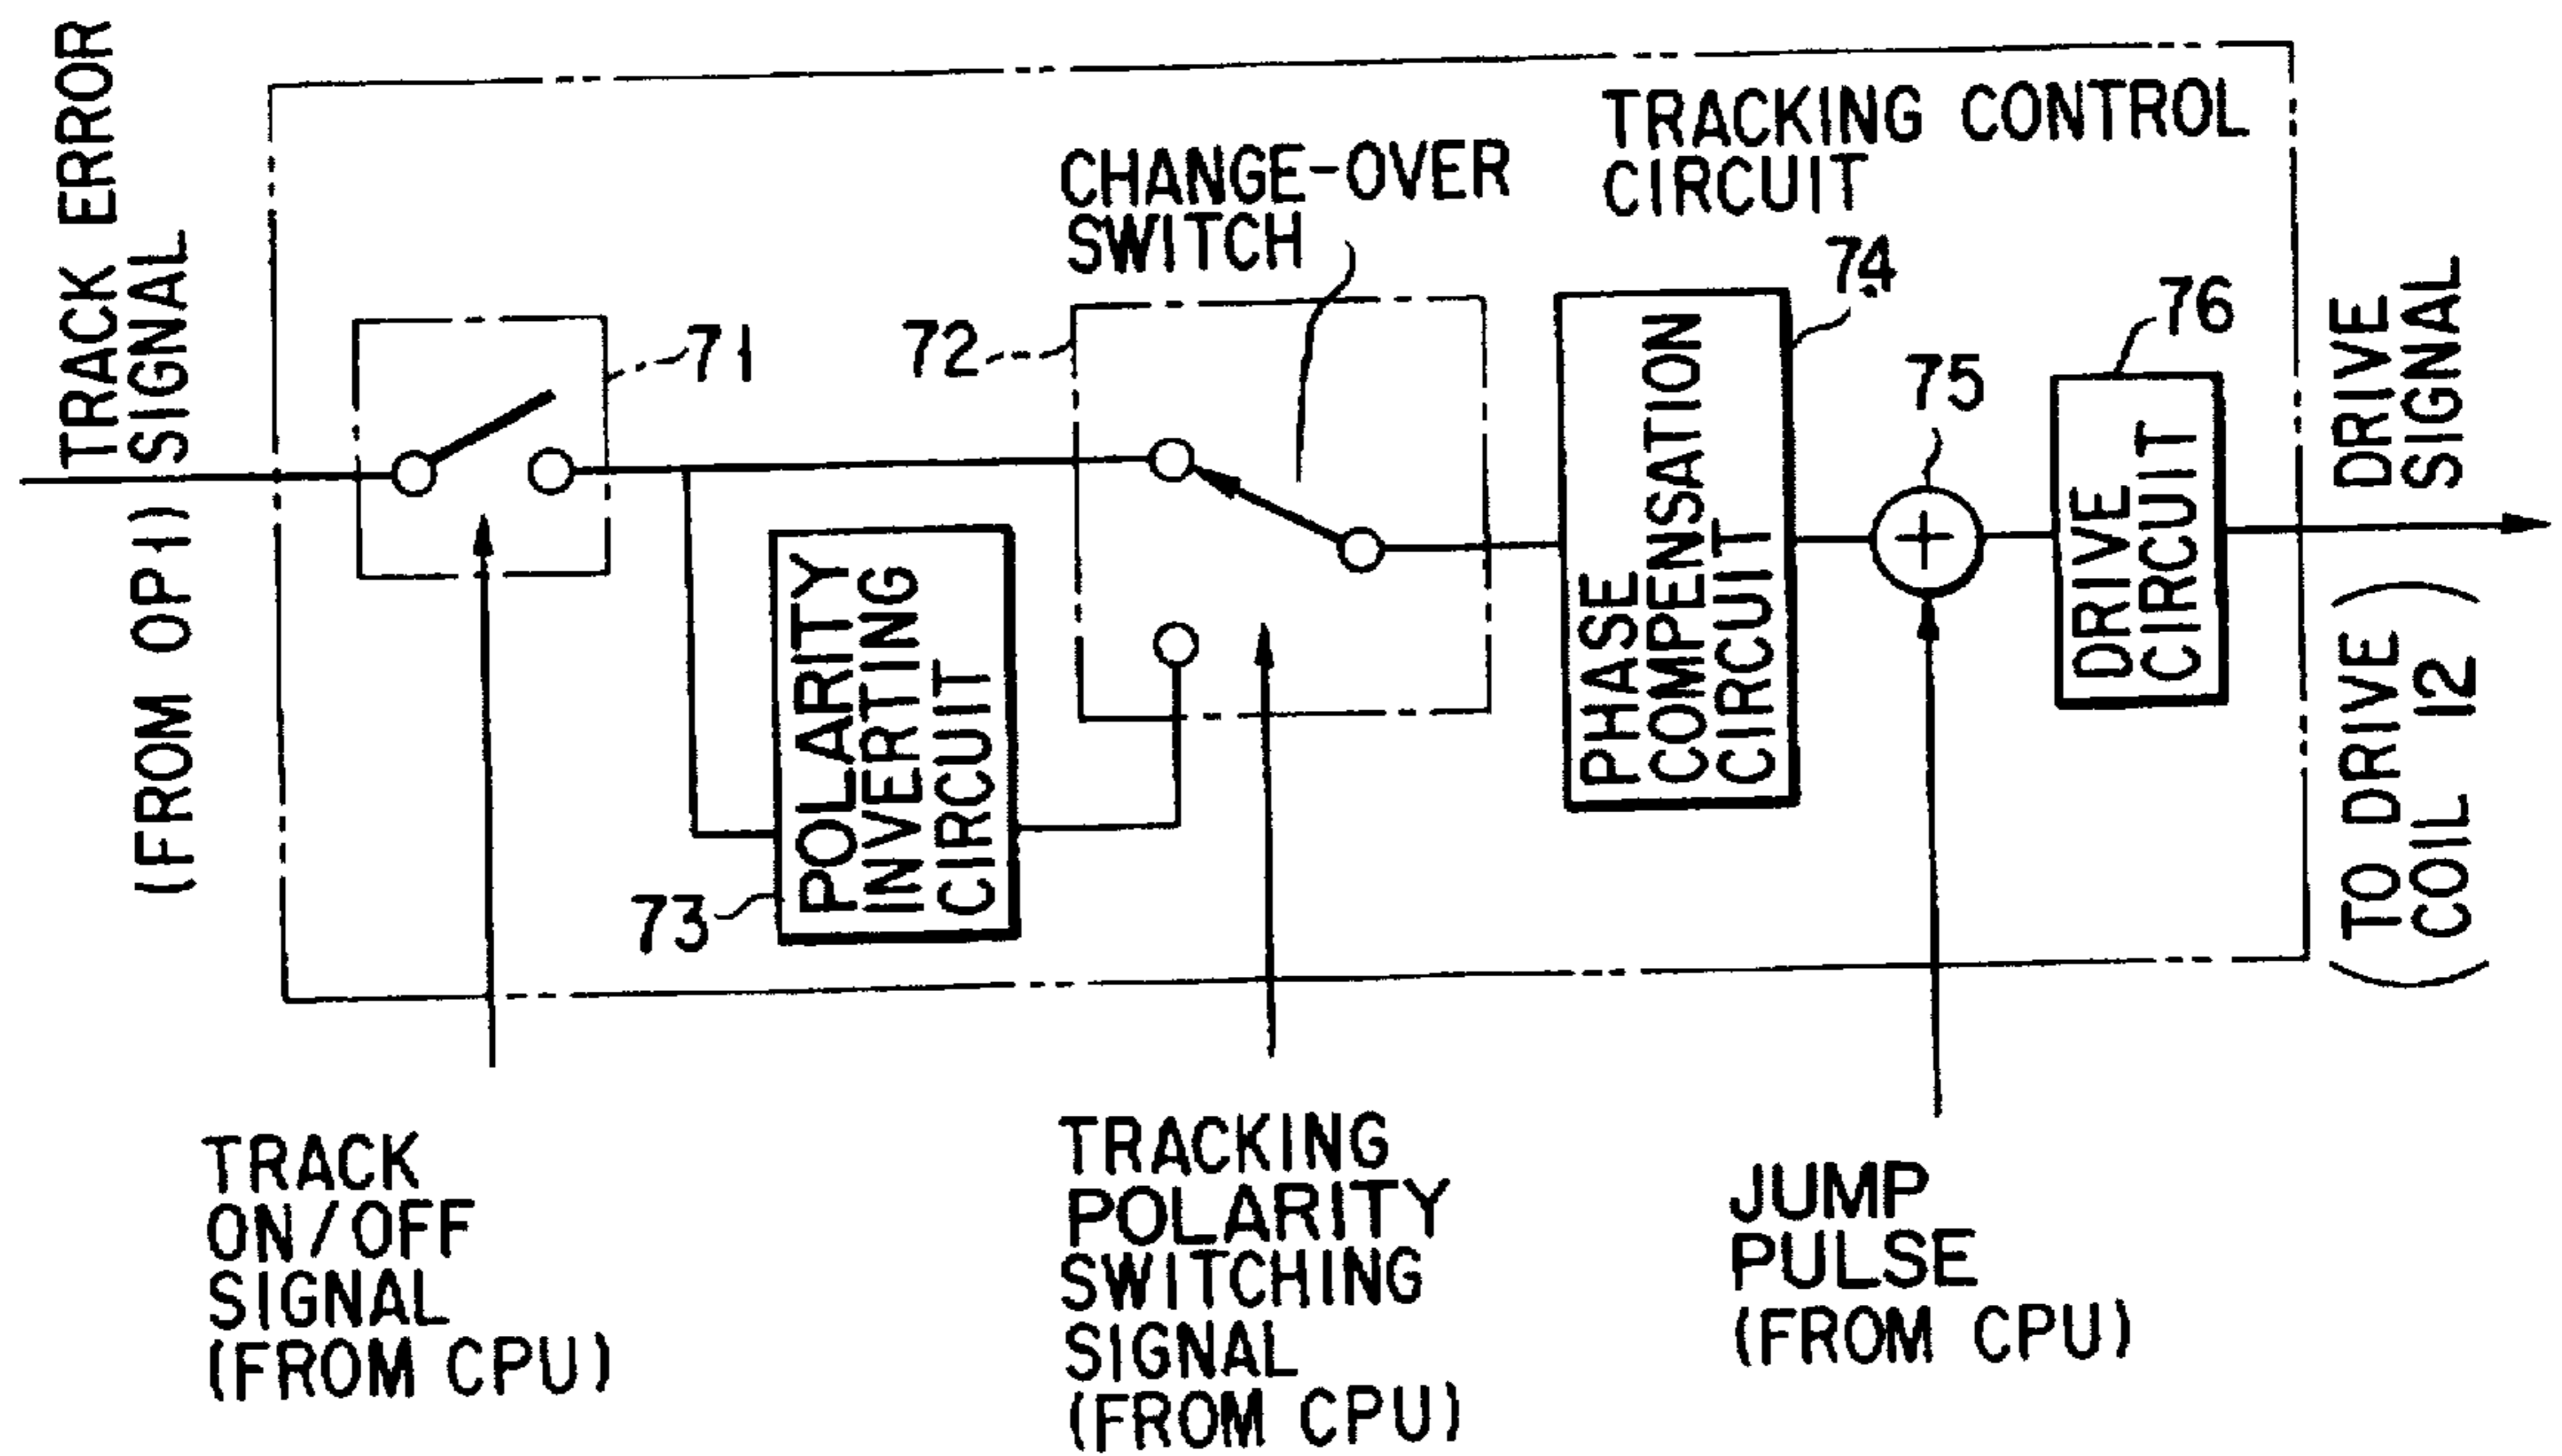 TRACK ERROR
SIGNAL
(FROM OP1)
TRACKING CONTROL
CIRCUIT
CHANGE-OVER
SWITCH
71
72
73
74
75
76
POLARITY
INVERTING
CIRCUIT
PHASE
COMPENSATION
CIRCUIT
+
DRIVE
CIRCUIT
DRIVE
SIGNAL
(TO DRIVE
COIL 12)
TRACK
ON/OFF
SIGNAL
(FROM CPU)
TRACKING
POLARITY
SWITCHING
SIGNAL
(FROM CPU)
JUMP
PULSE
(FROM CPU)